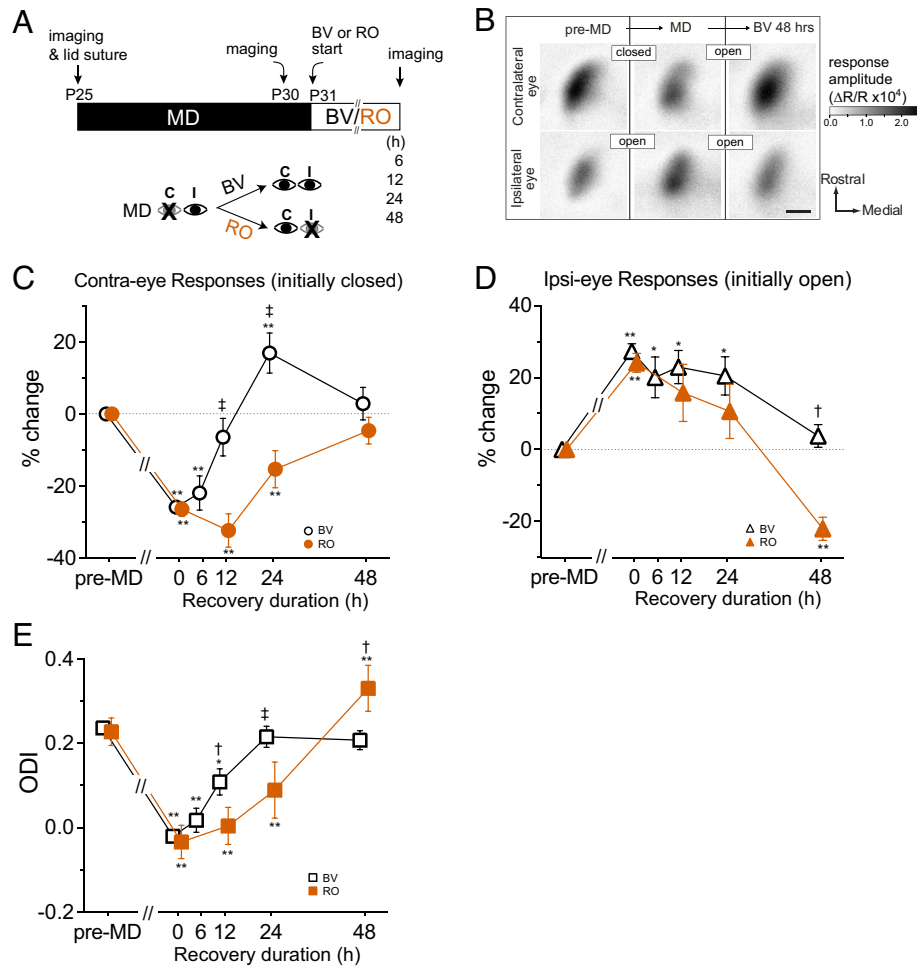 A
imaging
& lid suture
maging
BV or RO
start
imaging
P25
P30
P31
MD
BV/RO
(h)
6
12
24
48
C I
BV
C I
MD
RO
C I
B
pre-MD
MD
BV 48 hrs
closed
open
Contralateral
eye
response
amplitude
(ΔR/R x10⁴)
0.0
1.0
2.0
open
open
Ipsilateral
eye
Rostral
Medial
C
Contra-eye Responses (initially closed)
% change
20
0
-20
-40
‡
**
‡
**
**
**
**
**
BV
RO
//
//
pre-MD
0
6
12
24
48
Recovery duration (h)
D
Ipsi-eye Responses (initially open)
% change
40
20
0
-20
**
*
*
*
**
†
**
BV
RO
//
//
pre-MD
0
6
12
24
48
Recovery duration (h)
E
ODI
0.4
0.2
0.0
-0.2
†
**
‡
†
*
**
**
**
**
**
BV
RO
//
//
pre-MD
0
6
12
24
48
Recovery duration (h)